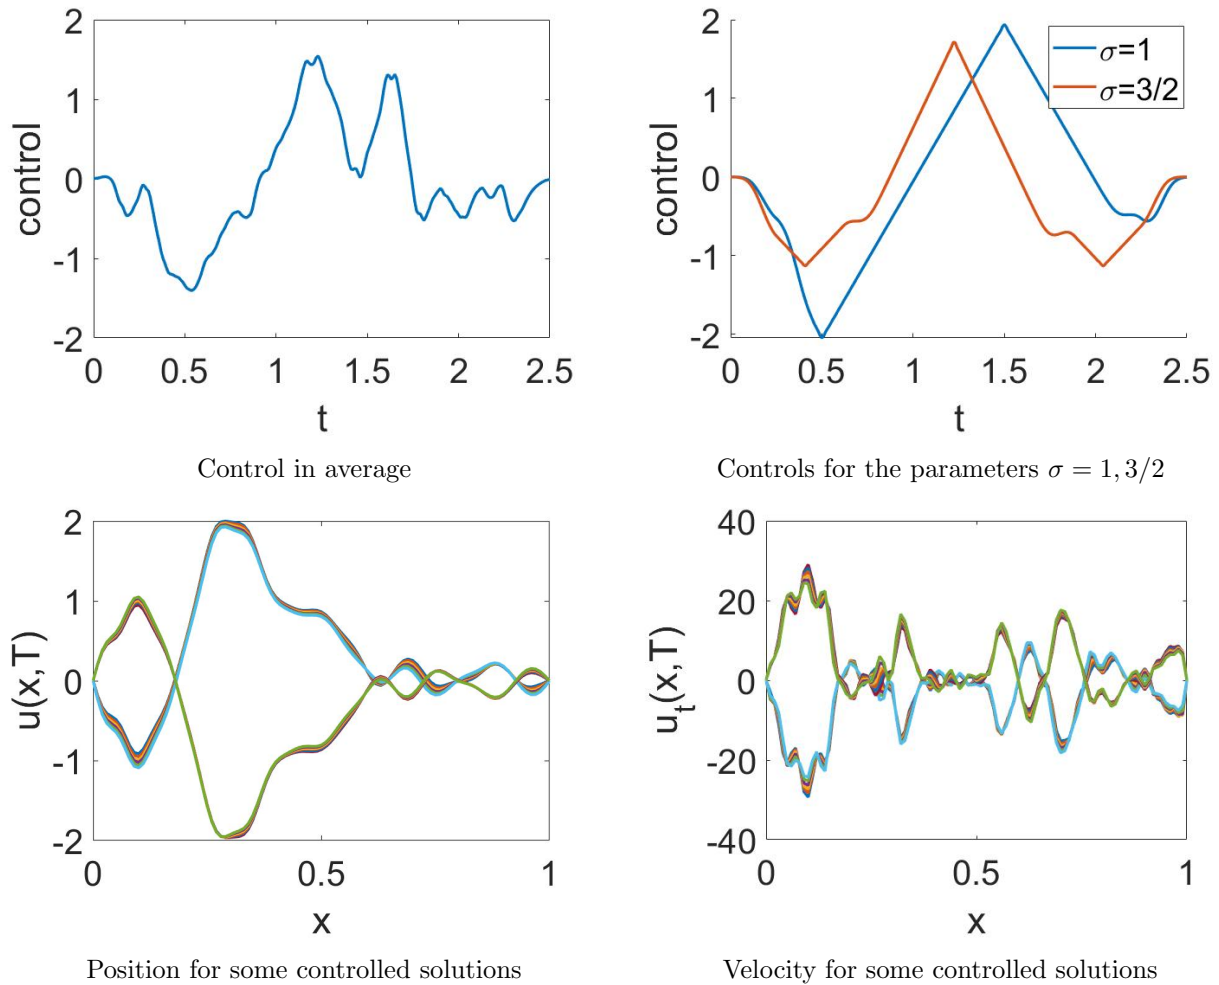 2
1
0
-1
-2
control
0 0.5 1 1.5 2 2.5
t
Control in average
2
1
0
-1
-2
control
σ=1
σ=3/2
0 0.5 1 1.5 2 2.5
t
Controls for the parameters σ = 1, 3/2
2
1
0
-1
-2
u(x,T)
0 0.5 1
x
Position for some controlled solutions
40
20
0
-20
-40
u_t(x,T)
0 0.5 1
x
Velocity for some controlled solutions